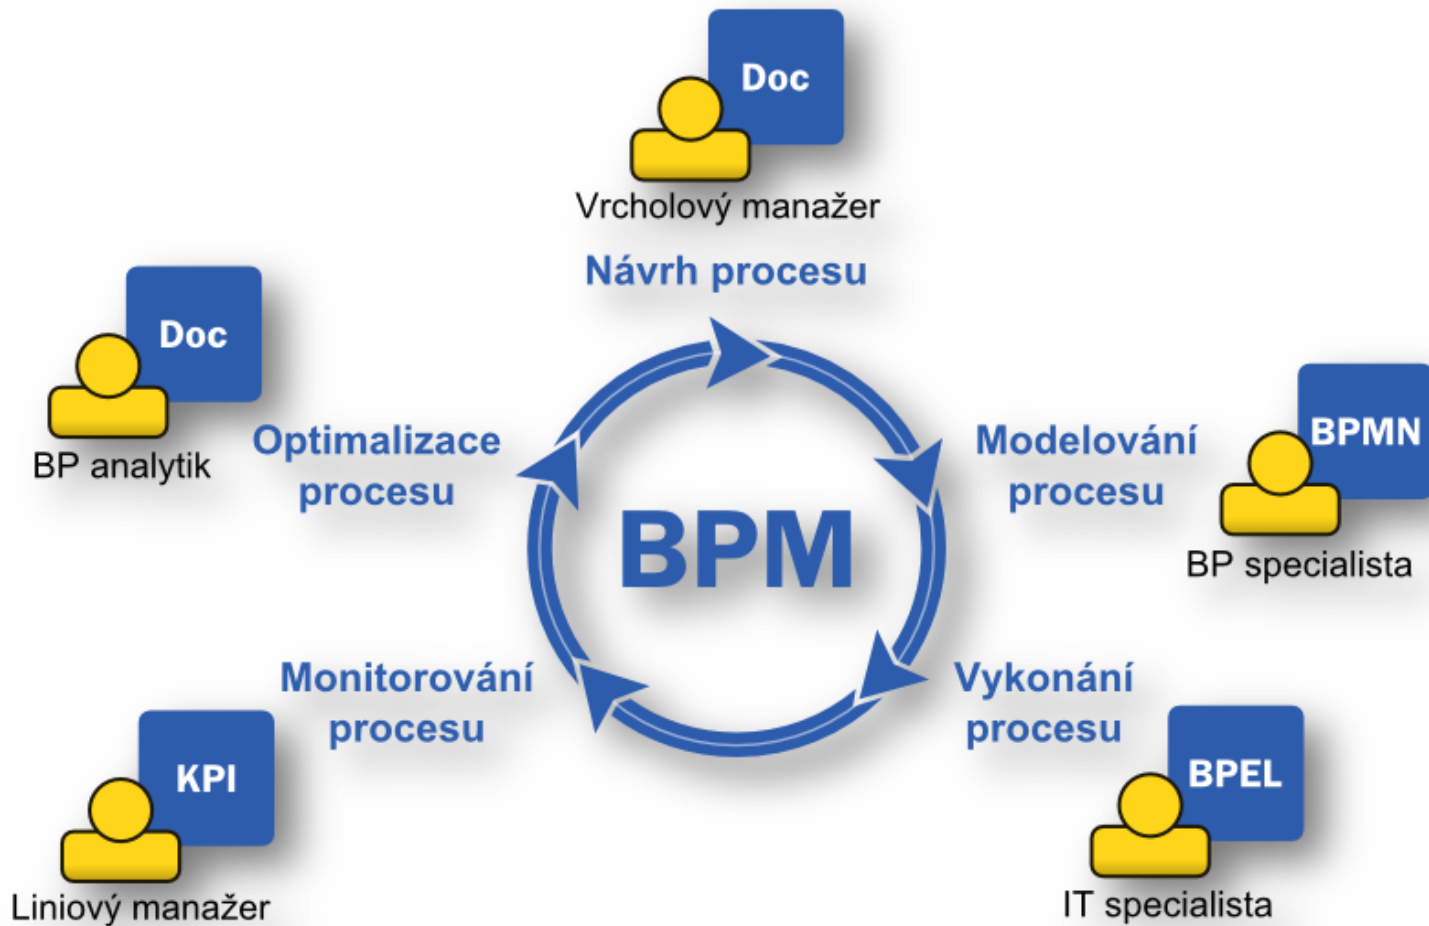 Doc
Vrcholový manažer
Návrh procesu
Doc
BP analytik
Optimalizace
procesu
BPM
Modelování
procesu
BPMN
BP specialista
Monitorování
procesu
KPI
Liniový manažer
Vykonání
procesu
BPEL
IT specialista